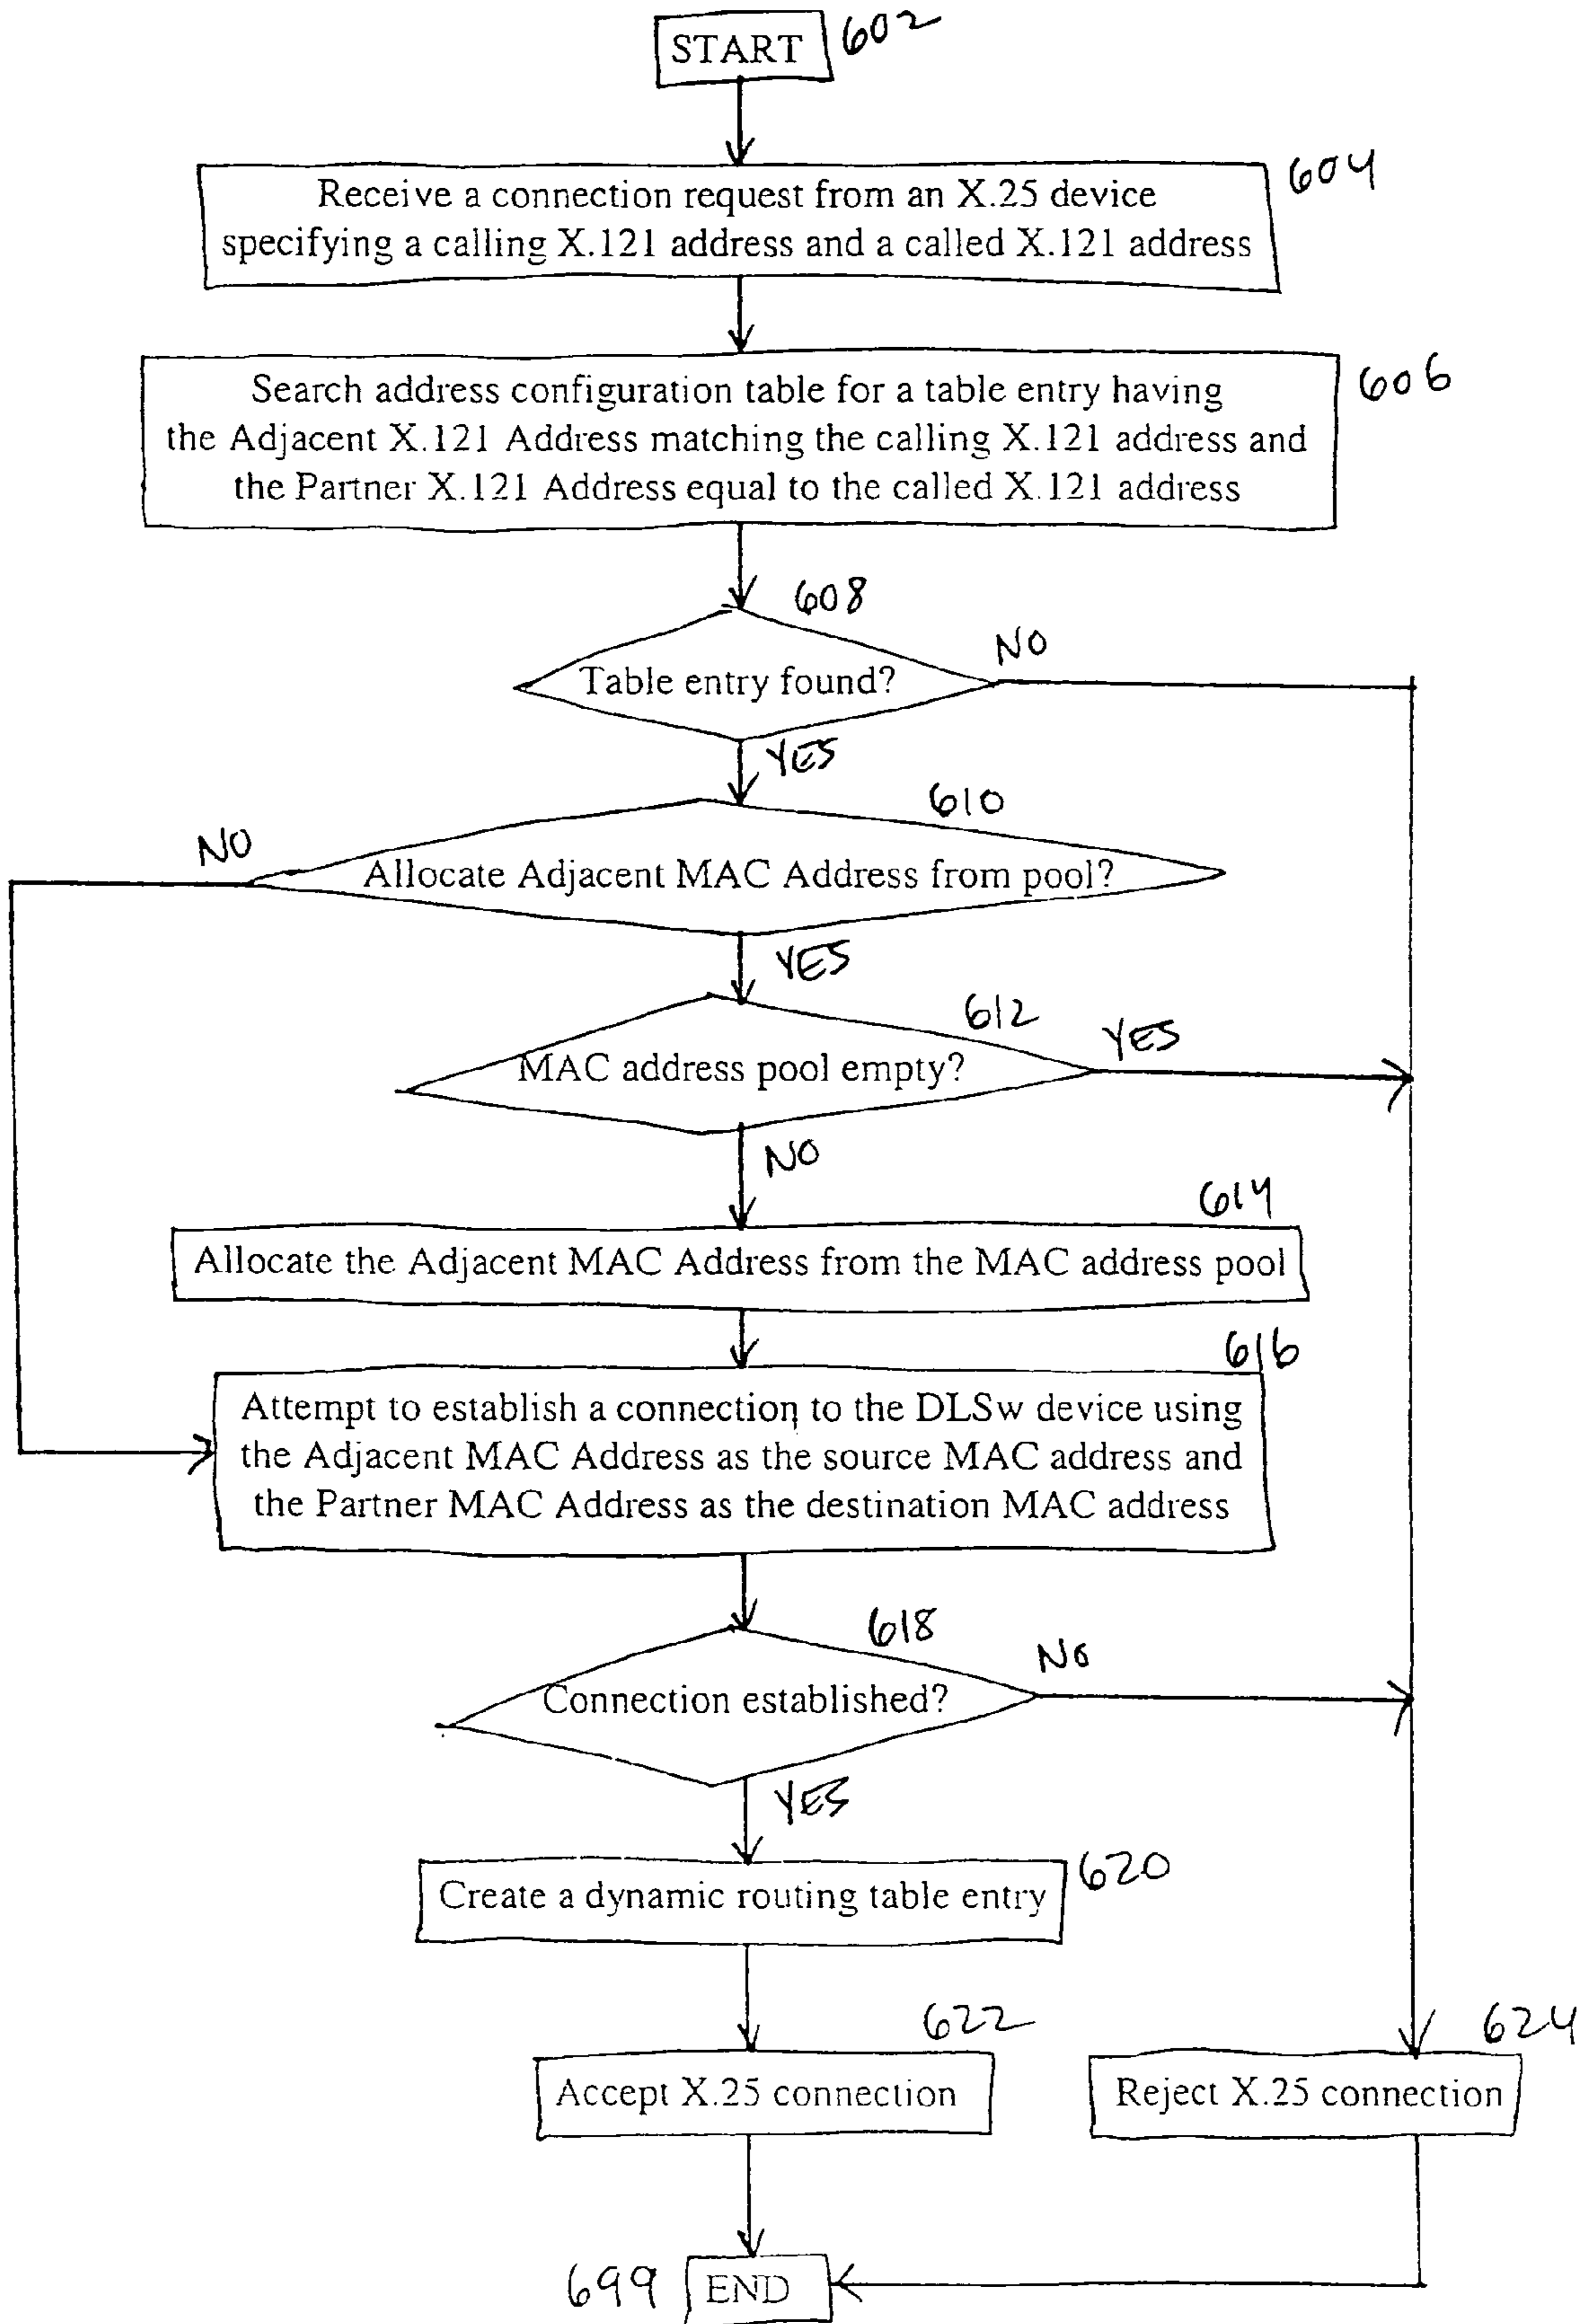 START 602
604
Receive a connection request from an X.25 device
specifying a calling X.121 address and a called X.121 address
606
Search address configuration table for a table entry having
the Adjacent X.121 Address matching the calling X.121 address and
the Partner X.121 Address equal to the called X.121 address
608
NO
Table entry found?
YES
610
NO
Allocate Adjacent MAC Address from pool?
YES
612
YES
MAC address pool empty?
NO
614
Allocate the Adjacent MAC Address from the MAC address pool
616
Attempt to establish a connection to the DLSw device using
the Adjacent MAC Address as the source MAC address and
the Partner MAC Address as the destination MAC address
618
NO
Connection established?
YES
620
Create a dynamic routing table entry
622
624
Accept X.25 connection
Reject X.25 connection
699 END